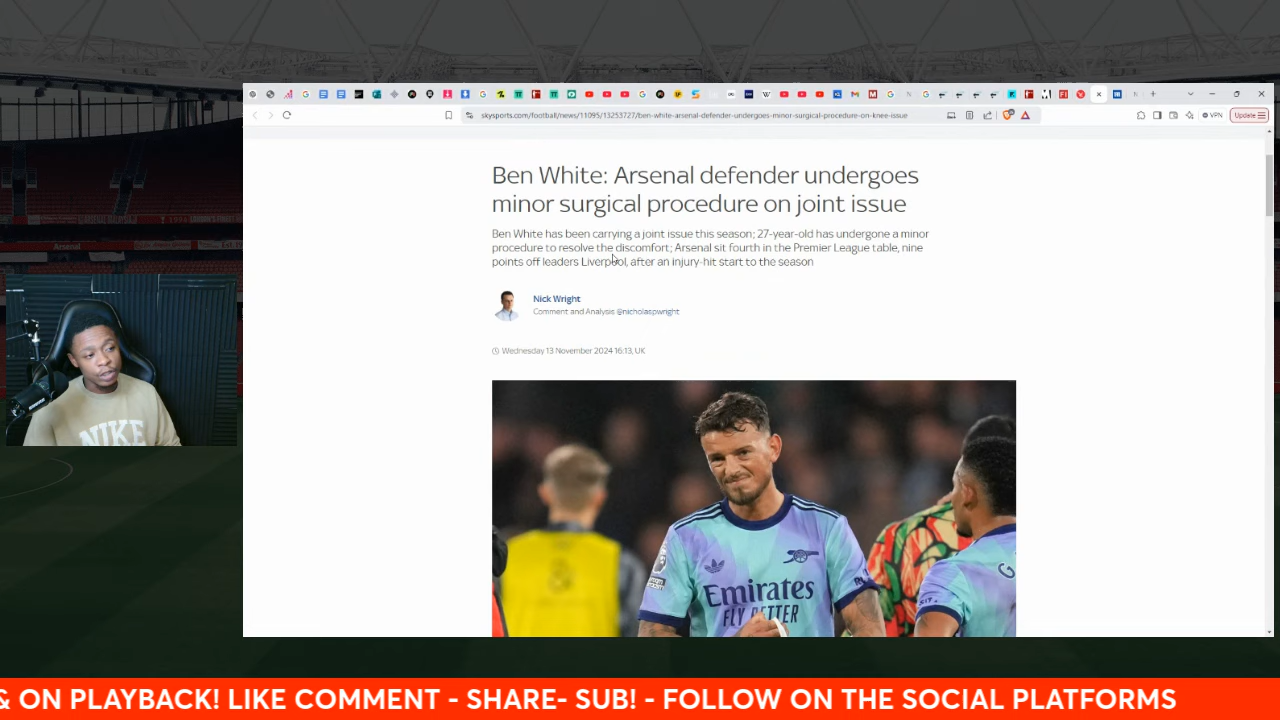 skysports.com/football/news/11095/13253727/ben-white-arsenal-defender-undergoes-minor-surgical-procedure-on-knee-issue
VPN
Update
Ben White: Arsenal defender undergoes
minor surgical procedure on joint issue
Ben White has been carrying a joint issue this season; 27-year-old has undergone a minor
procedure to resolve the discomfort; Arsenal sit fourth in the Premier League table, nine
points off leaders Liverpool, after an injury-hit start to the season
Nick Wright
Comment and Analysis @nicholaspwright
Wednesday 13 November 2024 16:13, UK
Arsenal
NIKE
Emirates
FLY BETTER
G
& ON PLAYBACK! LIKE COMMENT - SHARE- SUB! - FOLLOW ON THE SOCIAL PLATFORMS